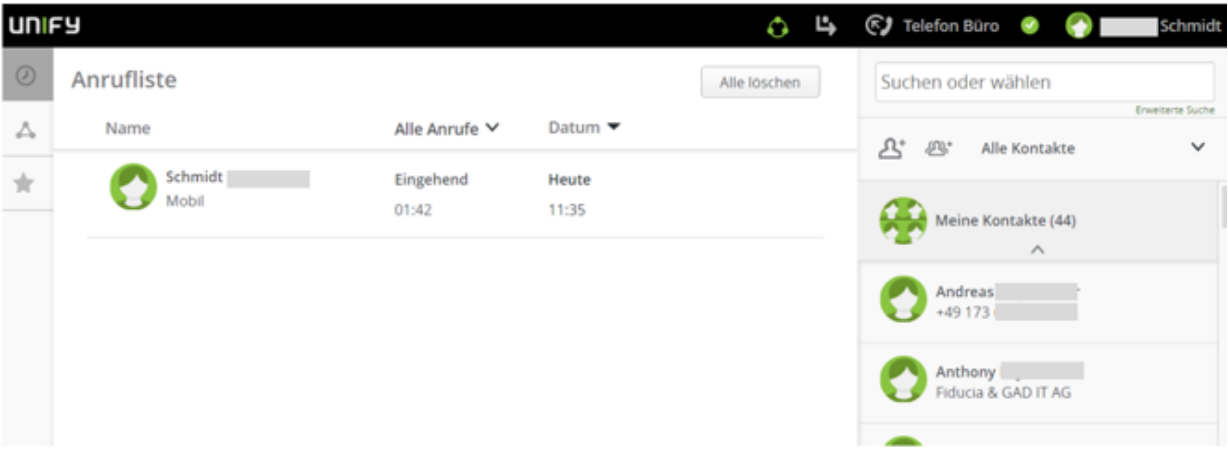 UNIFY
Telefon Büro
Schmidt
Anrufliste
Alle löschen
Name
Alle Anrufe
Datum
Schmidt
Mobil
Eingehend
01:42
Heute
11:35
Suchen oder wählen
Erweiterte Suche
Alle Kontakte
Meine Kontakte (44)
Andreas
+49 173
Anthony
Fiducia & GAD IT AG